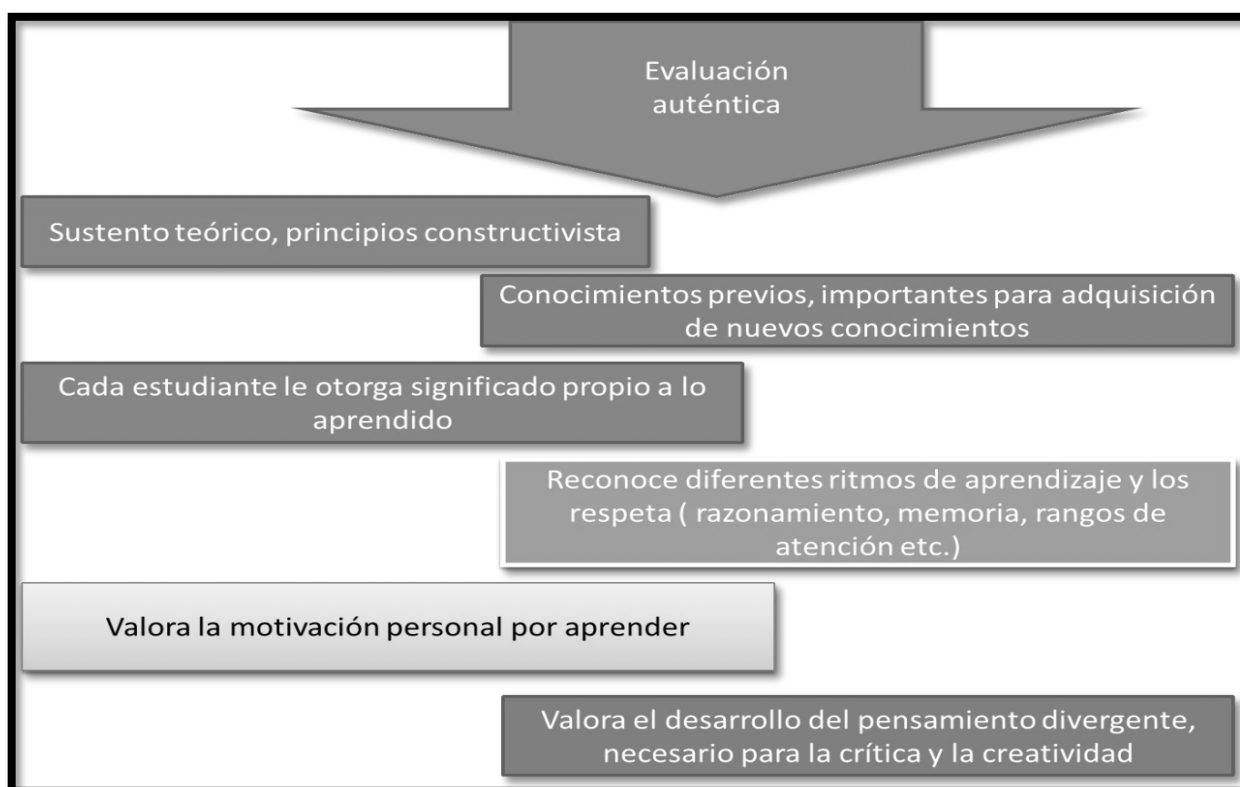 Evaluación
auténtica
Sustento teórico, principios constructivista
Conocimientos previos, importantes para adquisición
de nuevos conocimientos
Cada estudiante le otorga significado propio a lo
aprendido
Reconoce diferentes ritmos de aprendizaje y los
respeta ( razonamiento, memoria, rangos de
atención etc.)
Valora la motivación personal por aprender
Valora el desarrollo del pensamiento divergente,
necesario para la crítica y la creatividad